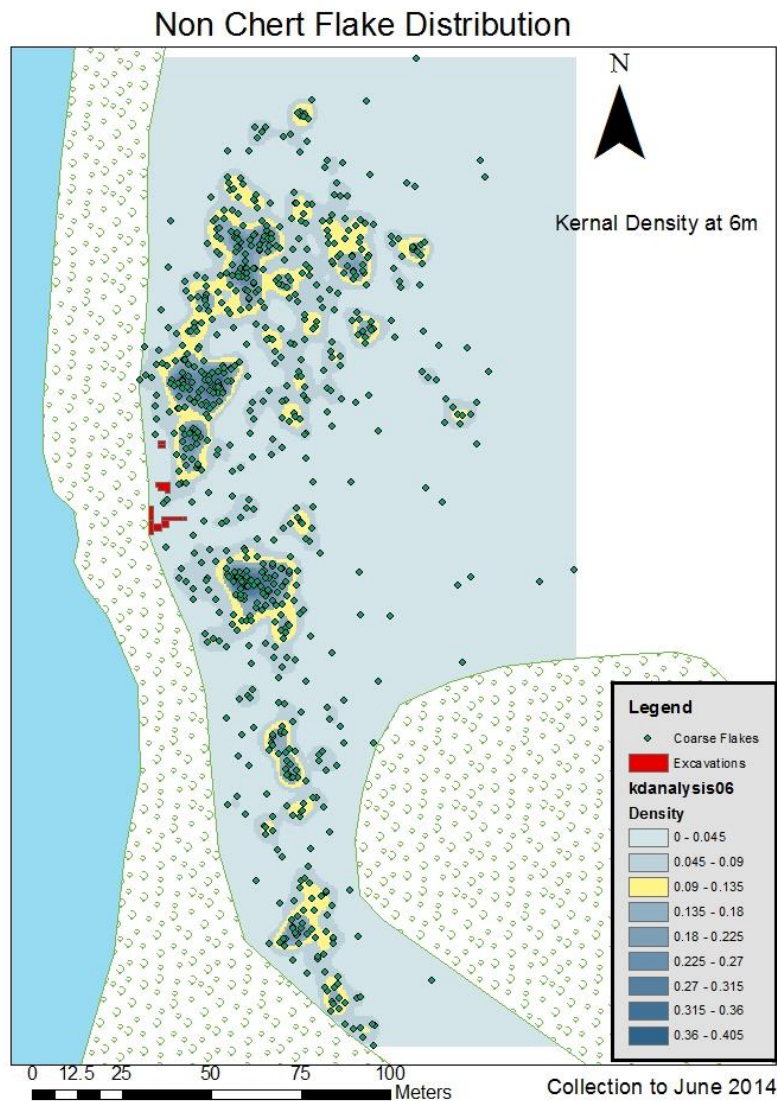 Non Chert Flake Distribution
N
Kernal Density at 6m
Legend
Coarse Flakes
Excavations
kdanalysis06
Density
0 - 0.045
0.045 - 0.09
0.09 - 0.135
0.135 - 0.18
0.18 - 0.225
0.225 - 0.27
0.27 - 0.315
0.315 - 0.36
0.36 - 0.405
0 12.5 25 50 75 100
Meters
Collection to June 2014